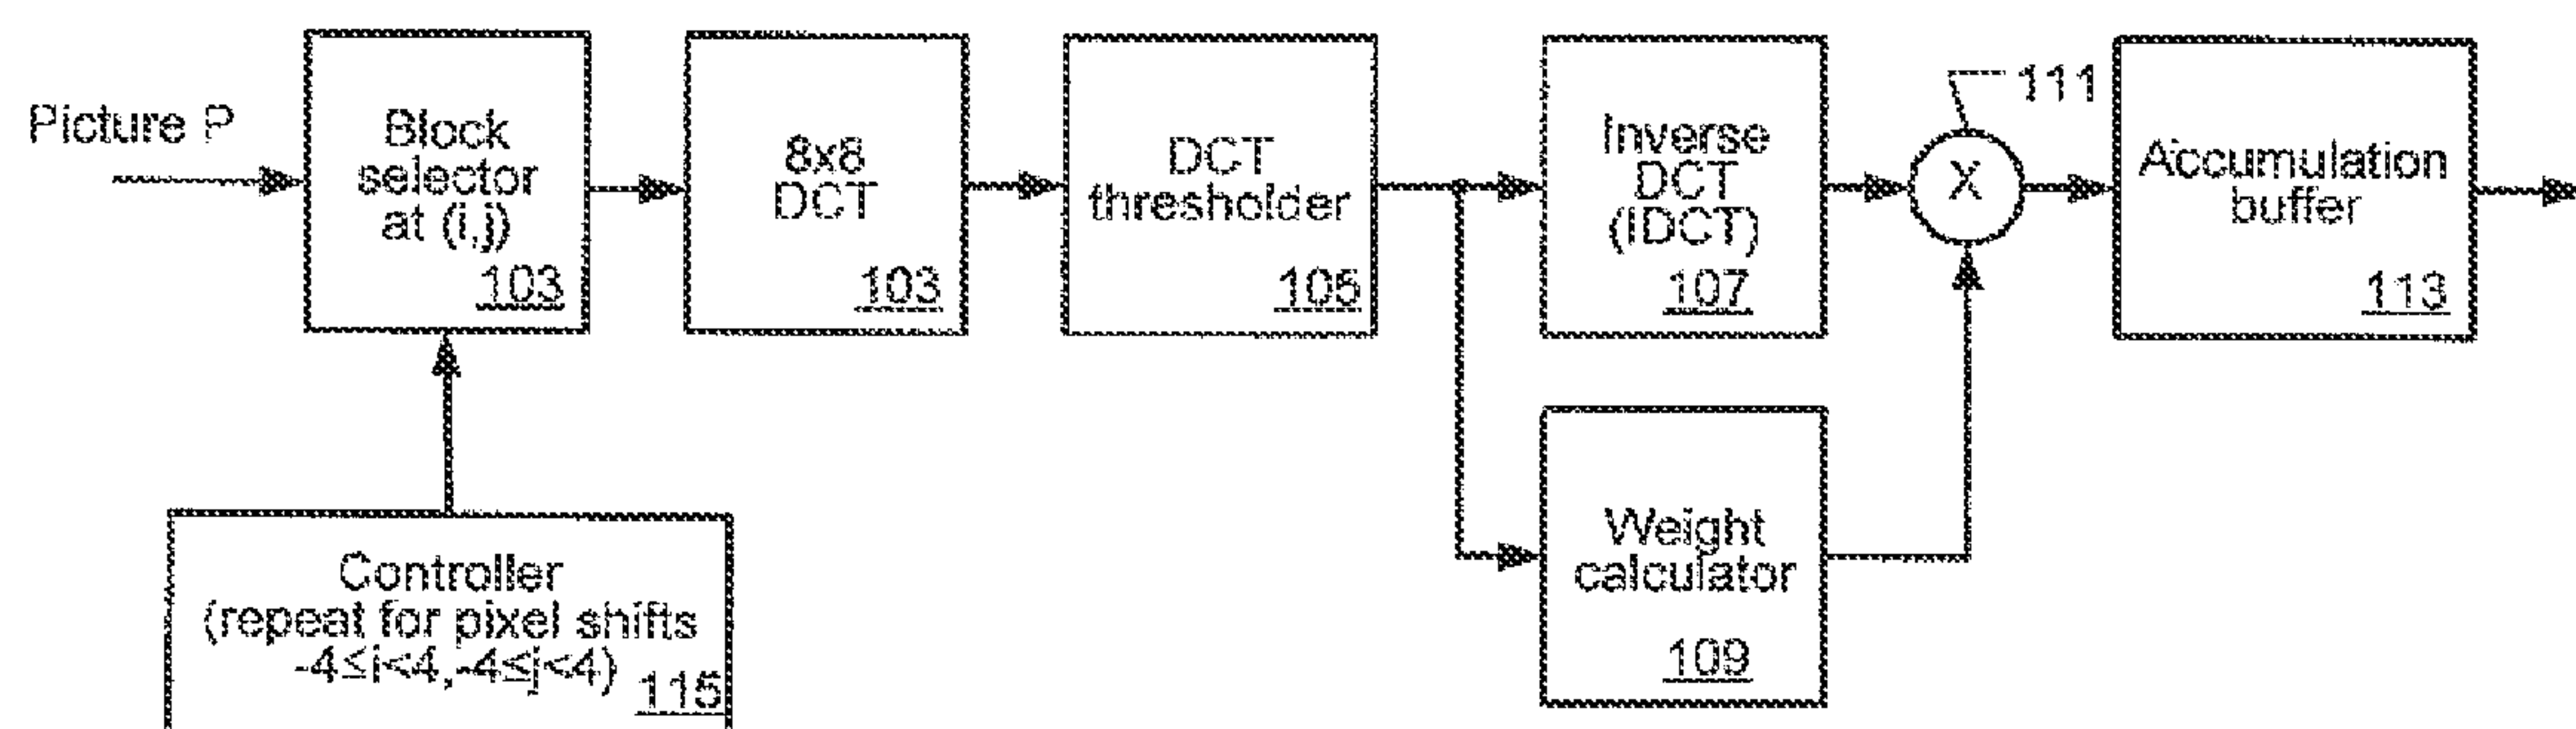 Picture P
Block
selector
at (i,j)
103
8x8
DCT
103
DCT
thresholder
105
Inverse
DCT
(IDCT)
107
111
X
Accumulation
buffer
113
Controller
(repeat for pixel shifts
-4≤i<4,-4≤j<4)
115
Weight
calculator
109